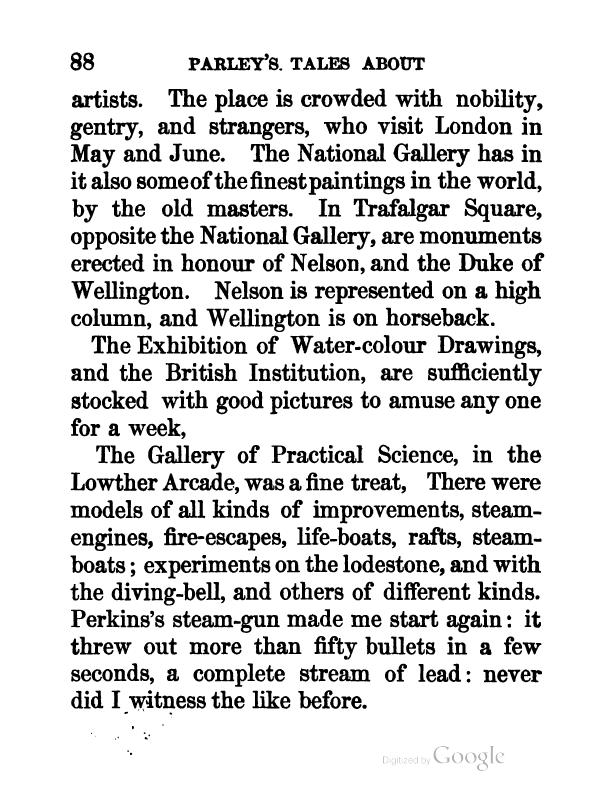 88 PARLEY'S. TALES ABOUT
artists. The place is crowded with nobility,
gentry, and strangers, who visit London in
May and June. The National Gallery has in
it also some of the finest paintings in the world,
by the old masters. In Trafalgar Square,
opposite the National Gallery, are monuments
erected in honour of Nelson, and the Duke of
Wellington. Nelson is represented on a high
column, and Wellington is on horseback.
The Exhibition of Water-colour Drawings,
and the British Institution, are sufficiently
stocked with good pictures to amuse any one
for a week,
The Gallery of Practical Science, in the
Lowther Arcade, was a fine treat, There were
models of all kinds of improvements, steam-
engines, fire-escapes, life-boats, rafts, steam-
boats; experiments on the lodestone, and with
the diving-bell, and others of different kinds.
Perkins's steam-gun made me start again: it
threw out more than fifty bullets in a few
seconds, a complete stream of lead: never
did I witness the like before.
Digitized by Google